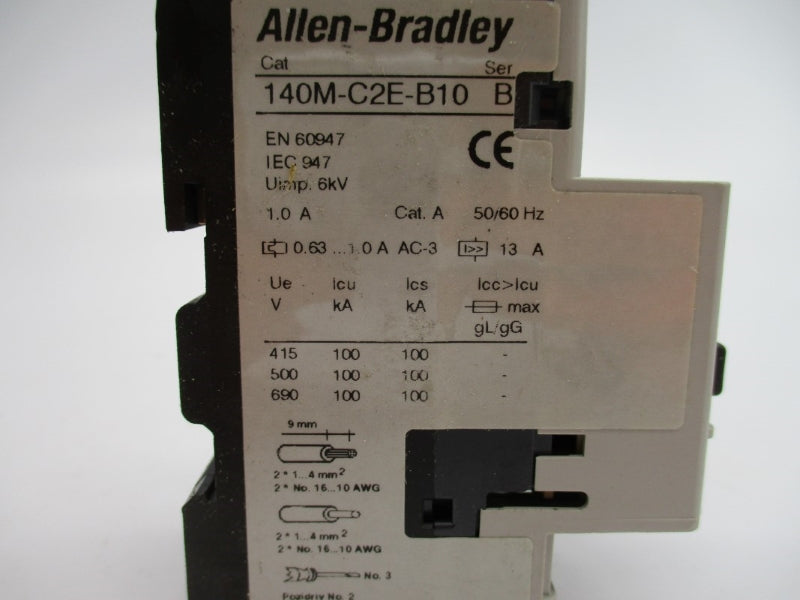 Allen-Bradley
Cat Ser
140M-C2E-B10 B
EN 60947
IEC 947
Uimp. 6kV
1.0 A Cat. A 50/60 Hz
0.63 ...1.0 A AC-3 I>> 13 A
Ue Icu Ics Icc>Icu
V kA kA max
gL/gG
415 100 100 -
500 100 100 -
690 100 100 -
9 mm
2 * 1...4 mm²
2 * No. 16...10 AWG
2 * 1...4 mm²
2 * No. 16...10 AWG
No. 3
Pozidriv No. 2